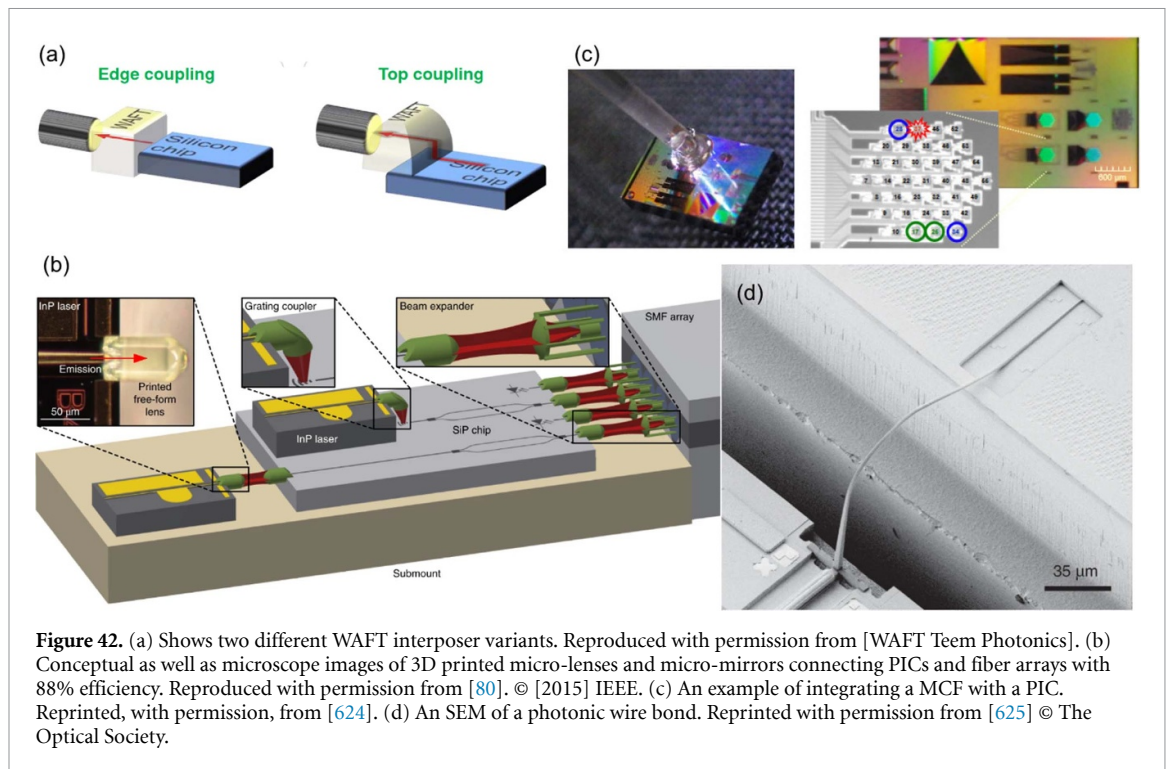 (a)
Edge coupling
Top coupling
WAFT
Silicon
chip
WAFT
Silicon
chip
(c)
600 µm
(b)
InP laser
Emission
Printed
free-form
lens
50 µm
Grating coupler
Beam expander
SMF array
InP laser
SiP chip
Submount
(d)
35 µm
Figure 42. (a) Shows two different WAFT interposer variants. Reproduced with permission from [WAFT Teem Photonics]. (b)
Conceptual as well as microscope images of 3D printed micro-lenses and micro-mirrors connecting PICs and fiber arrays with
88% efficiency. Reproduced with permission from [80]. © [2015] IEEE. (c) An example of integrating a MCF with a PIC.
Reprinted, with permission, from [624]. (d) An SEM of a photonic wire bond. Reprinted with permission from [625] © The
Optical Society.